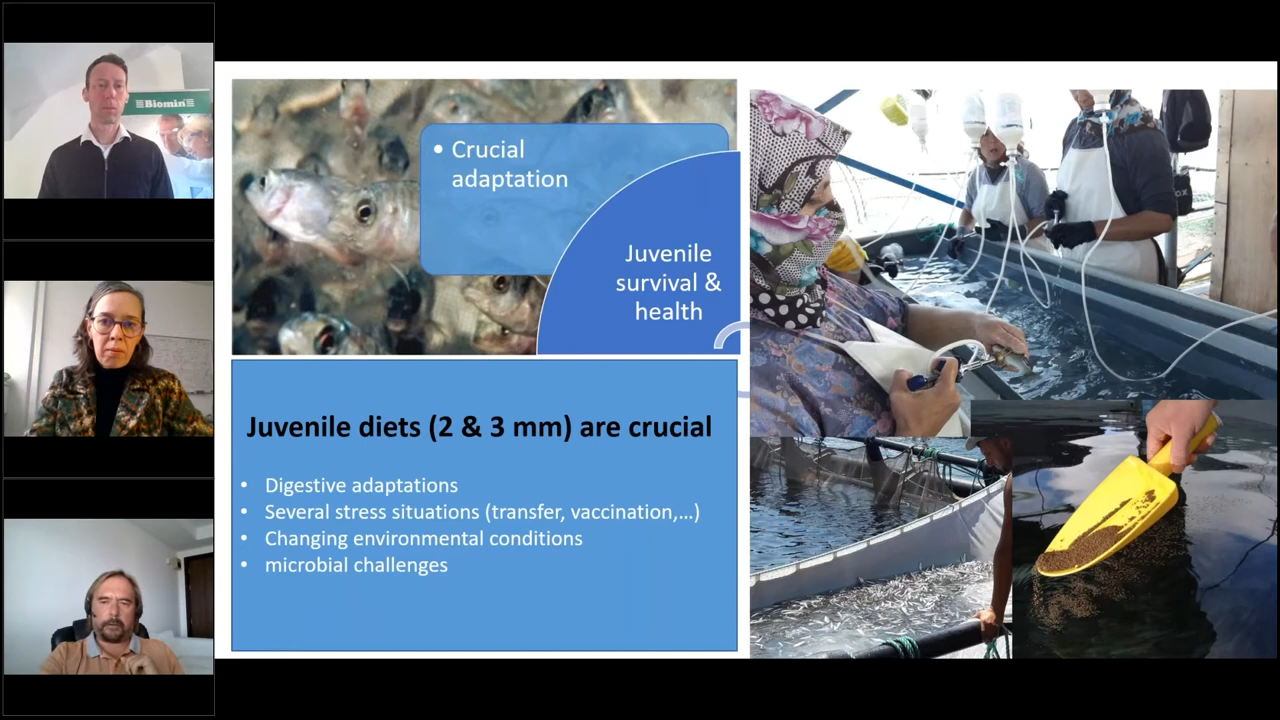 Biomin
• Crucial
adaptation
Juvenile
survival &
health
Juvenile diets (2 & 3 mm) are crucial
• Digestive adaptations
• Several stress situations (transfer, vaccination,...)
• Changing environmental conditions
• microbial challenges